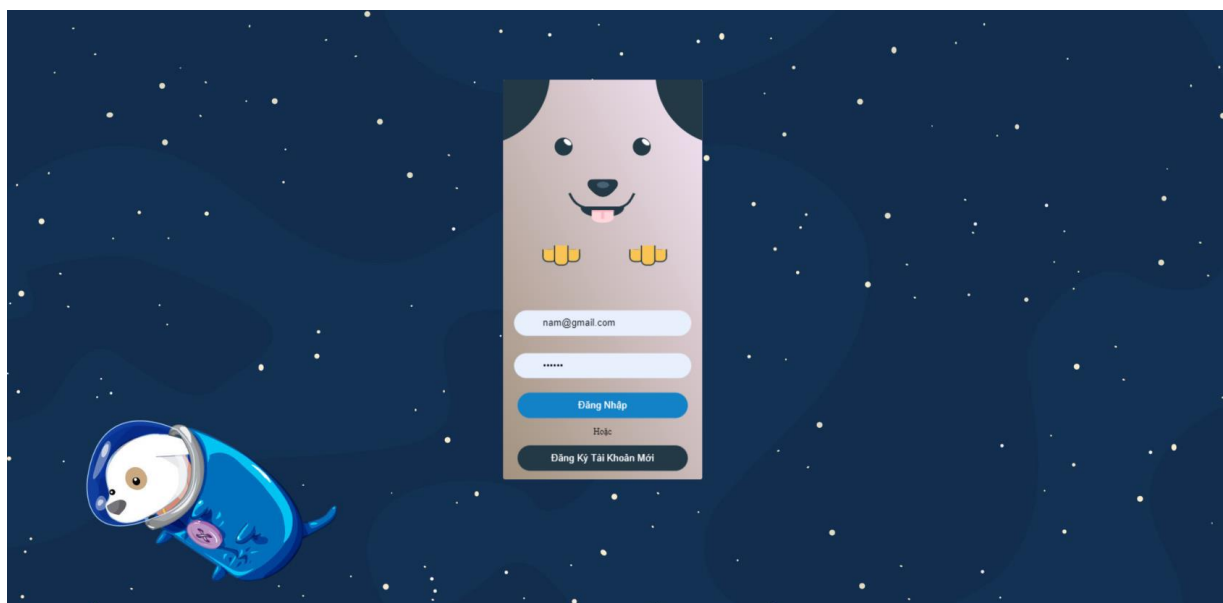 nam@gmail.com
••••••
Đăng Nhập
Hoặc
Đăng Ký Tài Khoản Mới